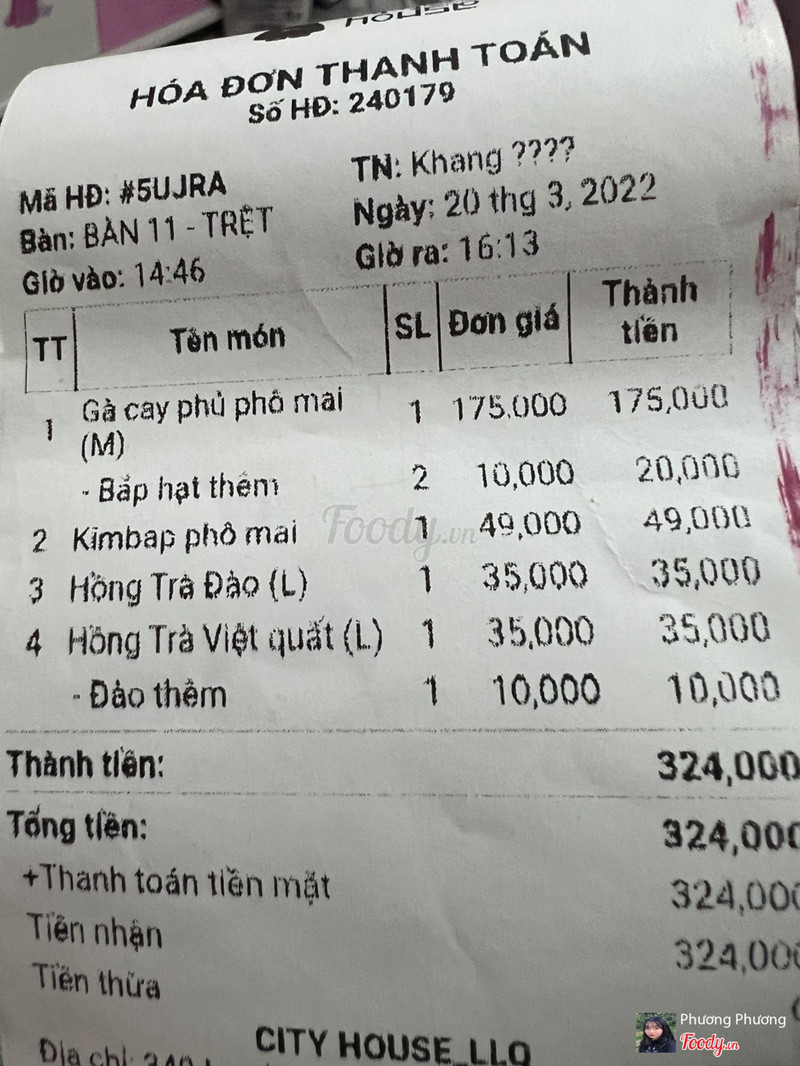 HOUSE
HÓA ĐƠN THANH TOÁN
Số HĐ: 240179
Mã HĐ: #5UJRA TN: Khang ????
Bàn: BÀN 11 - TRỆT Ngày: 20 thg 3, 2022
Giờ vào: 14:46 Giờ ra: 16:13
TT Tên món SL Đơn giá Thành tiền
1 Gà cay phủ phô mai (M) 1 175,000 175,000
- Bắp hạt thêm 2 10,000 20,000
2 Kimbap phô mai 1 49,000 49,000
3 Hồng Trà Đào (L) 1 35,000 35,000
4 Hồng Trà Việt quất (L) 1 35,000 35,000
- Đào thêm 1 10,000 10,000
Foody.vn
Thành tiền: 324,000
Tổng tiền: 324,000
+Thanh toán tiền mặt 324,000
Tiền nhận 324,000
Tiền thừa
CITY HOUSE_LLQ
Địa chỉ:
Phương Phương
Foody.vn